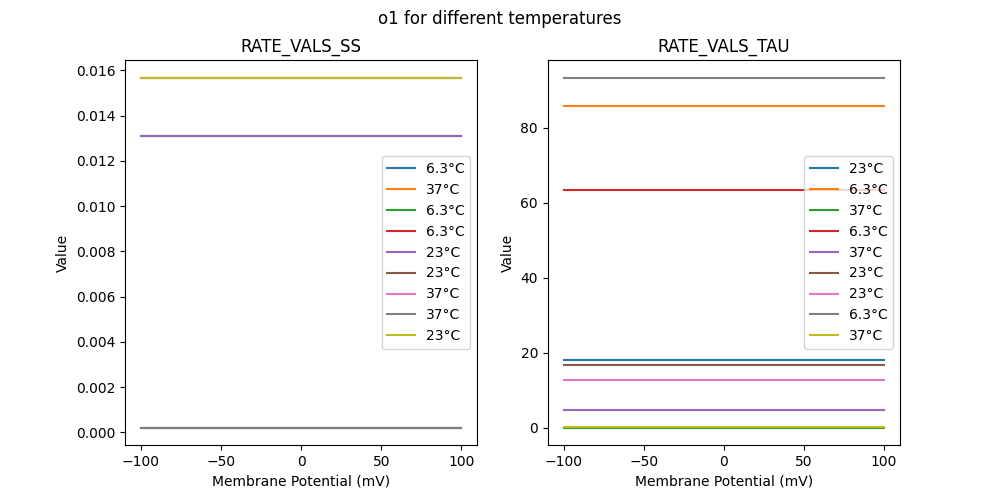 o1 for different temperatures
RATE_VALS_SS
0.016
0.014
0.012
0.010
0.008
0.006
0.004
0.002
0.000
Value
6.3°C
37°C
6.3°C
6.3°C
23°C
23°C
37°C
37°C
23°C
−100
−50
0
50
100
Membrane Potential (mV)
RATE_VALS_TAU
80
60
40
20
0
Value
23°C
6.3°C
37°C
6.3°C
37°C
23°C
23°C
6.3°C
37°C
−100
−50
0
50
100
Membrane Potential (mV)